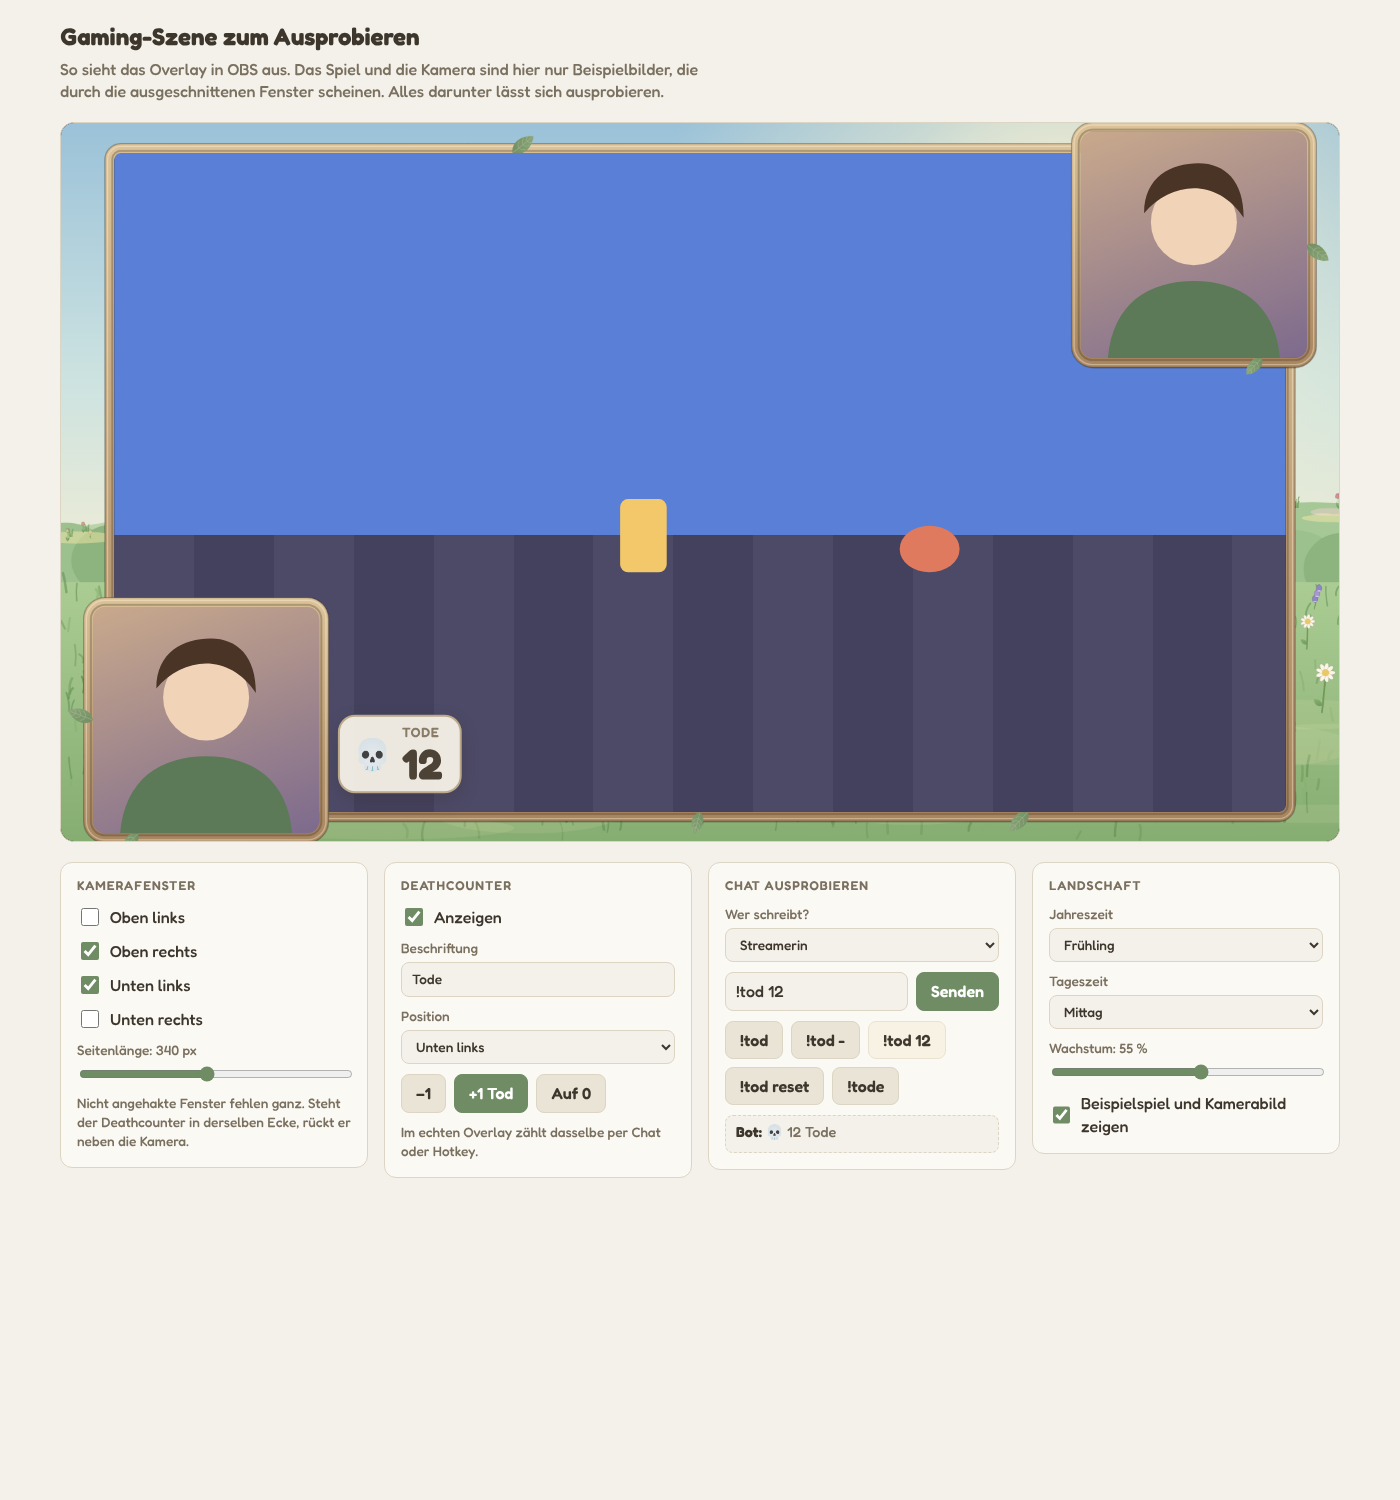 Gaming-Szene zum Ausprobieren
So sieht das Overlay in OBS aus. Das Spiel und die Kamera sind hier nur Beispielbilder, die
durch die ausgeschnittenen Fenster scheinen. Alles darunter lässt sich ausprobieren.
TODE
12
KAMERAFENSTER
Oben links
Oben rechts
Unten links
Unten rechts
Seitenlänge: 340 px
Nicht angehakte Fenster fehlen ganz. Steht
der Deathcounter in derselben Ecke, rückt er
neben die Kamera.
DEATHCOUNTER
Anzeigen
Beschriftung
Tode
Position
Unten links
−1
+1 Tod
Auf 0
Im echten Overlay zählt dasselbe per Chat
oder Hotkey.
CHAT AUSPROBIEREN
Wer schreibt?
Streamerin
!tod 12
Senden
!tod
!tod -
!tod 12
!tod reset
!tode
Bot: 💀 12 Tode
LANDSCHAFT
Jahreszeit
Frühling
Tageszeit
Mittag
Wachstum: 55 %
Beispielspiel und Kamerabild
zeigen